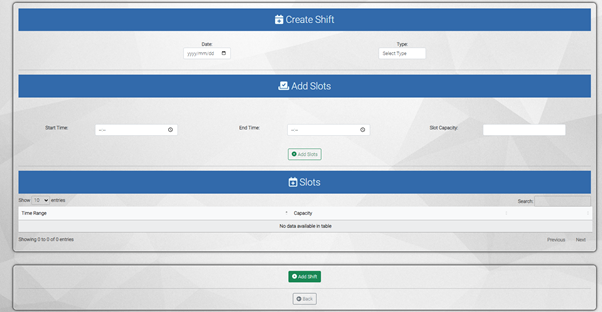 Create Shift
Date: Type:
yyyy/mm/dd Select Type
Add Slots
Start Time: --:-- End Time: --:-- Slot Capacity:
Add Slots
Slots
Show 10 entries Search:
Time Range Capacity
No data available in table
Showing 0 to 0 of 0 entries Previous Next
Add Shift
Back